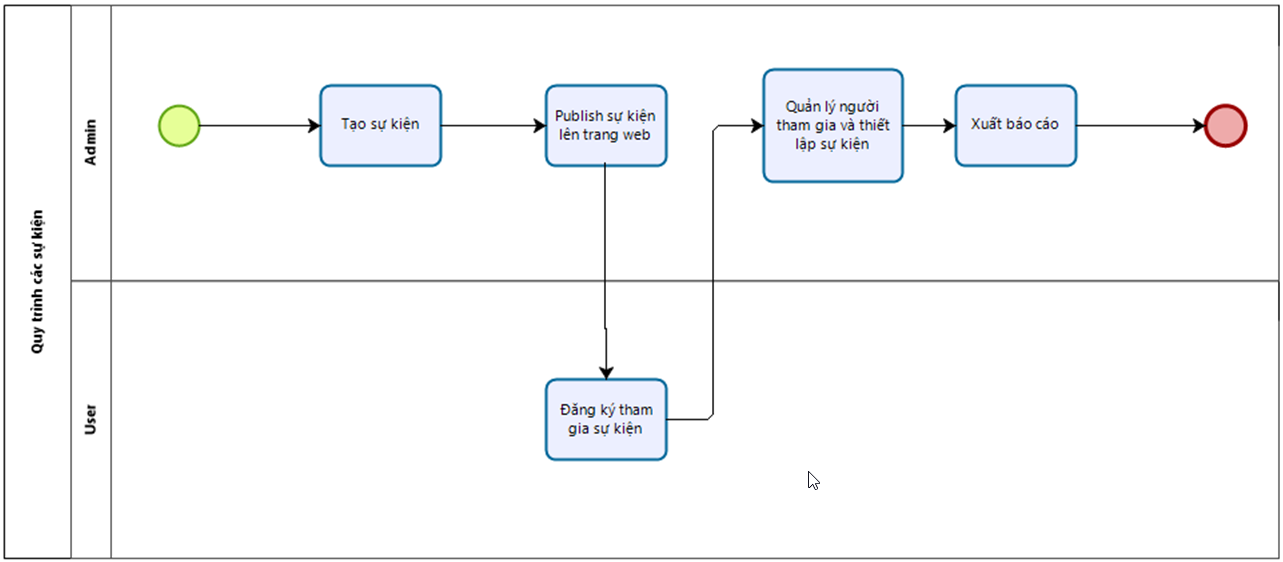 Quy trình các sự kiện
Admin
Tạo sự kiện
Publish sự kiện
lên trang web
Quản lý người
tham gia và thiết
lập sự kiện
Xuất báo cáo
User
Đăng ký tham
gia sự kiện